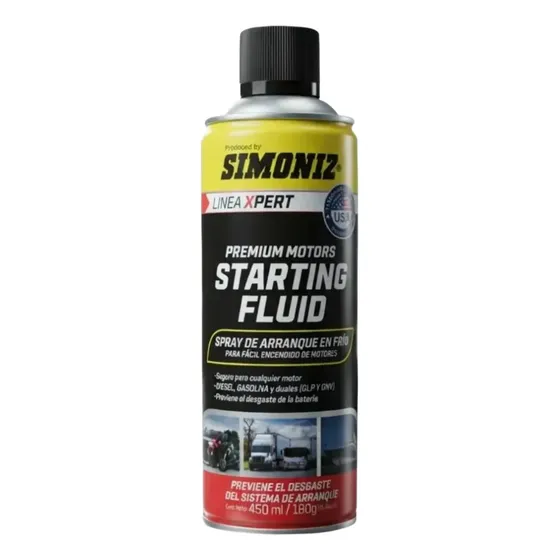 Produced by
SIMONIZ®
LINEA XPERT
USA
PREMIUM MOTORS
STARTING
FLUID
SPRAY DE ARRANQUE EN FRÍO
PARA FÁCIL ENCENDIDO DE MOTORES
•Seguro para cualquier motor
•DIESEL, GASOLINA y duales (GLP Y GNV)
•Previene el desgaste de la batería
PREVIENE EL DESGASTE
DEL SISTEMA DE ARRANQUE
450 ml / 180g